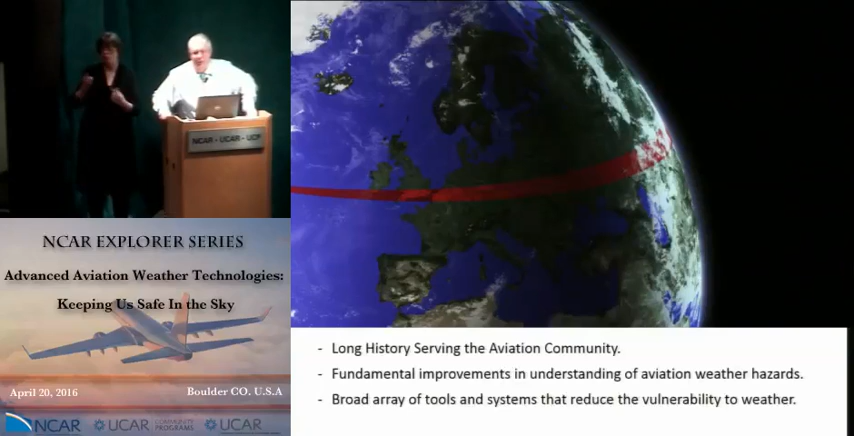 NCAR - UCAR - UCP
NCAR EXPLORER SERIES
Advanced Aviation Weather Technologies:
Keeping Us Safe In the Sky
April 20, 2016
Boulder CO. U.S.A
NCAR
UCAR
COMMUNITY
PROGRAMS
UCAR
- Long History Serving the Aviation Community.
- Fundamental improvements in understanding of aviation weather hazards.
- Broad array of tools and systems that reduce the vulnerability to weather.